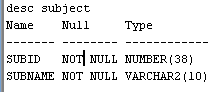 desc subject
Name Null Type
------- -------- ------------
SUBID NOT NULL NUMBER(38)
SUBNAME NOT NULL VARCHAR2(10)